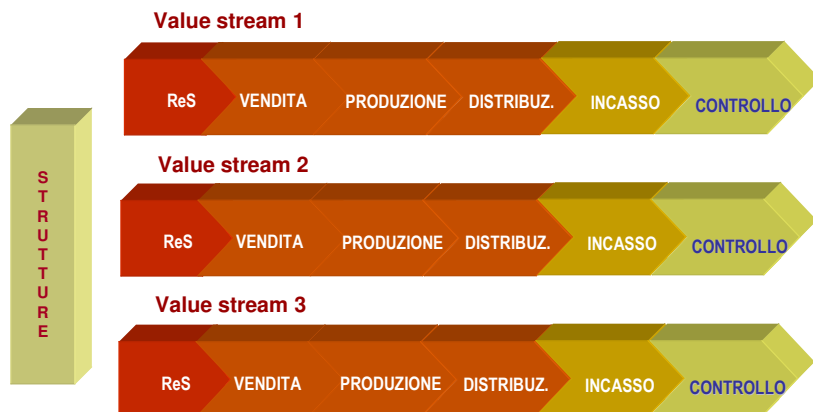 Value stream 1
ReS VENDITA PRODUZIONE DISTRIBUZ. INCASSO CONTROLLO
STRUTTURE
Value stream 2
ReS VENDITA PRODUZIONE DISTRIBUZ. INCASSO CONTROLLO
Value stream 3
ReS VENDITA PRODUZIONE DISTRIBUZ. INCASSO CONTROLLO